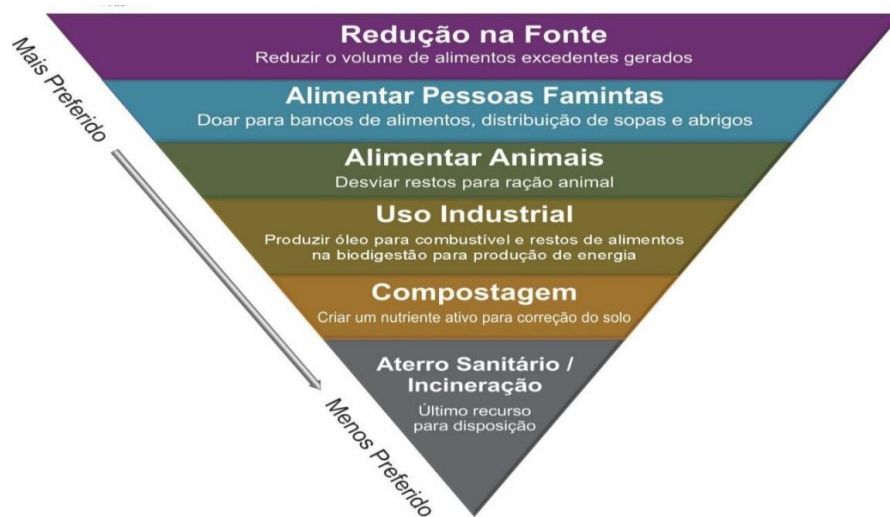 Redução na Fonte
Reduzir o volume de alimentos excedentes gerados
Mais Preferido
Alimentar Pessoas Famintas
Doar para bancos de alimentos, distribuição de sopas e abrigos
Alimentar Animais
Desviar restos para ração animal
Uso Industrial
Produzir óleo para combustível e restos de alimentos
na biodigestão para produção de energia
Compostagem
Criar um nutriente ativo para correção do solo
Aterro Sanitário /
Incineração
Último recurso
para disposição
Menos Preferido